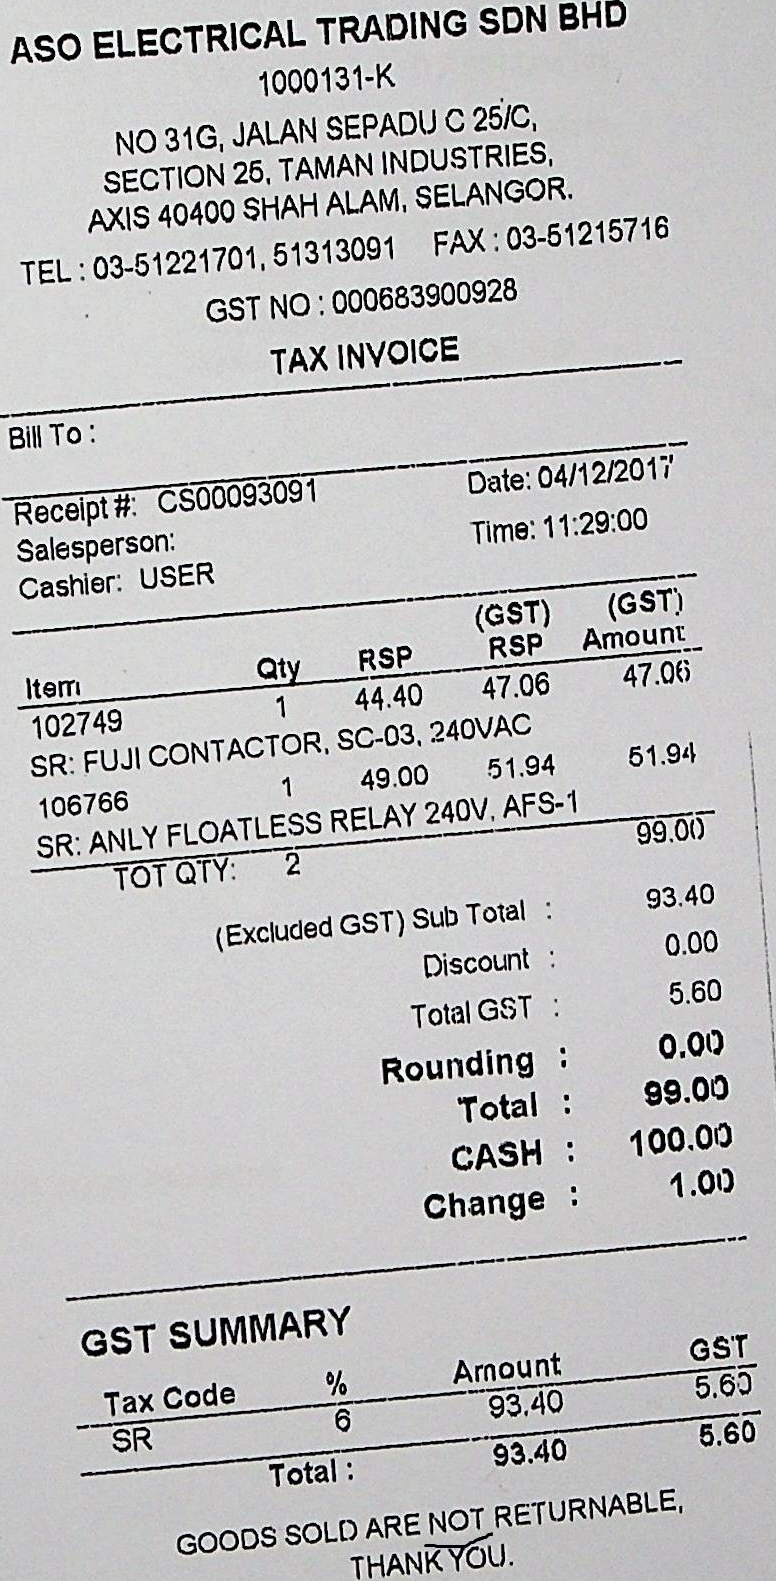 ASO ELECTRICAL TRADING SDN BHD
1000131-K
NO 31G, JALAN SEPADU C 25/C,
SECTION 25, TAMAN INDUSTRIES,
AXIS 40400 SHAH ALAM, SELANGOR.
TEL : 03-51221701, 51313091 FAX : 03-51215716
GST NO : 000683900928
TAX INVOICE
Bill To :
Receipt #: CS00093091 Date: 04/12/2017
Salesperson: Time: 11:29:00
Cashier: USER
(GST) (GST)
Item Qty RSP RSP Amount
102749 1 44.40 47.06 47.06
SR: FUJI CONTACTOR, SC-03, 240VAC
106766 1 49.00 51.94 51.94
SR: ANLY FLOATLESS RELAY 240V, AFS-1
TOT QTY: 2 99.00
(Excluded GST) Sub Total : 93.40
Discount : 0.00
Total GST : 5.60
Rounding : 0.00
Total : 99.00
CASH : 100.00
Change : 1.00
GST SUMMARY
Tax Code % Amount GST
SR 6 93.40 5.60
Total : 93.40 5.60
GOODS SOLD ARE NOT RETURNABLE,
THANK YOU.